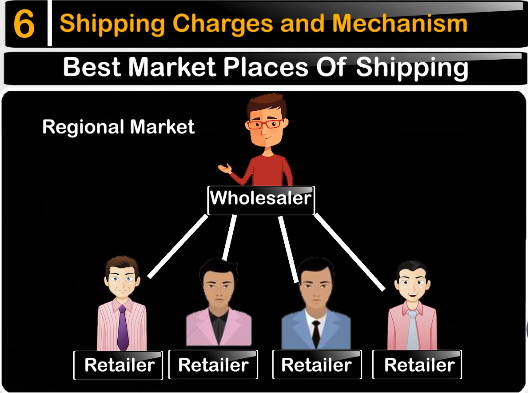 6 Shipping Charges and Mechanism
Best Market Places Of Shipping
Regional Market
Wholesaler
Retailer Retailer Retailer Retailer